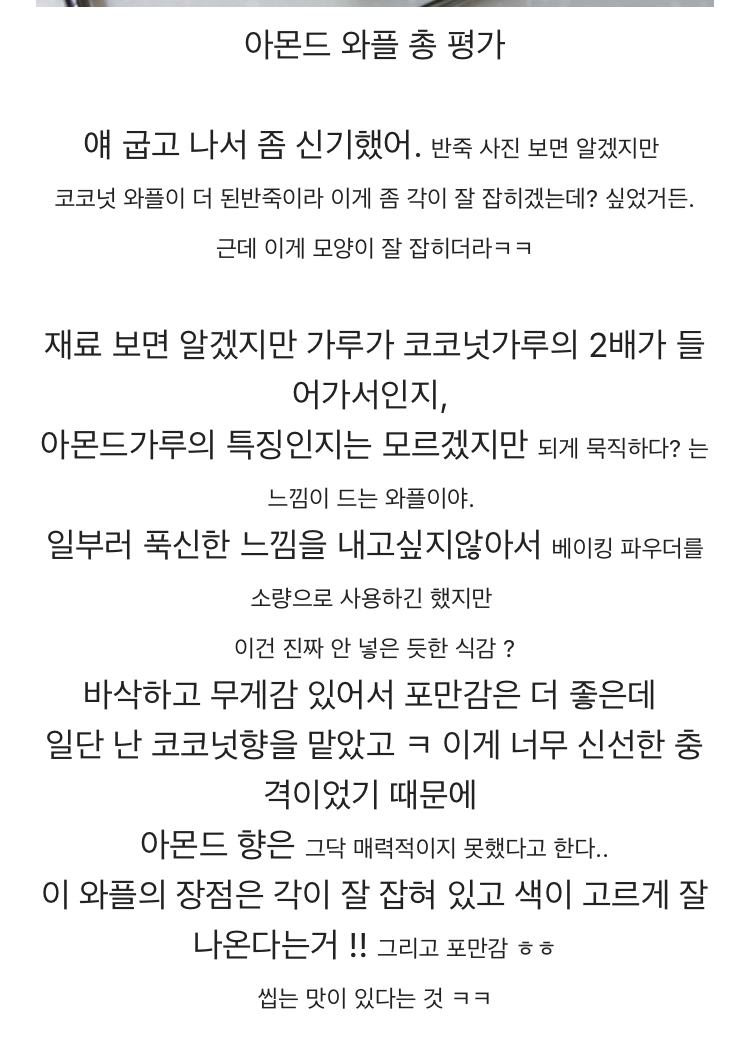 아몬드 와플 총 평가
얘 굽고 나서 좀 신기했어. 반죽 사진 보면 알겠지만
코코넛 와플이 더 된반죽이라 이게 좀 각이 잘 잡히겠는데? 싶었거든.
근데 이게 모양이 잘 잡히더라ㅋㅋ
재료 보면 알겠지만 가루가 코코넛가루의 2배가 들
어가서인지,
아몬드가루의 특징인지는 모르겠지만 되게 묵직하다? 는
느낌이 드는 와플이야.
일부러 푹신한 느낌을 내고싶지않아서 베이킹 파우더를
소량으로 사용하긴 했지만
이건 진짜 안 넣은 듯한 식감 ?
바삭하고 무게감 있어서 포만감은 더 좋은데
일단 난 코코넛향을 맡았고 ㅋ 이게 너무 신선한 충
격이었기 때문에
아몬드 향은 그닥 매력적이지 못했다고 한다..
이 와플의 장점은 각이 잘 잡혀 있고 색이 고르게 잘
나온다는거 !! 그리고 포만감 ㅎㅎ
씹는 맛이 있다는 것 ㅋㅋ